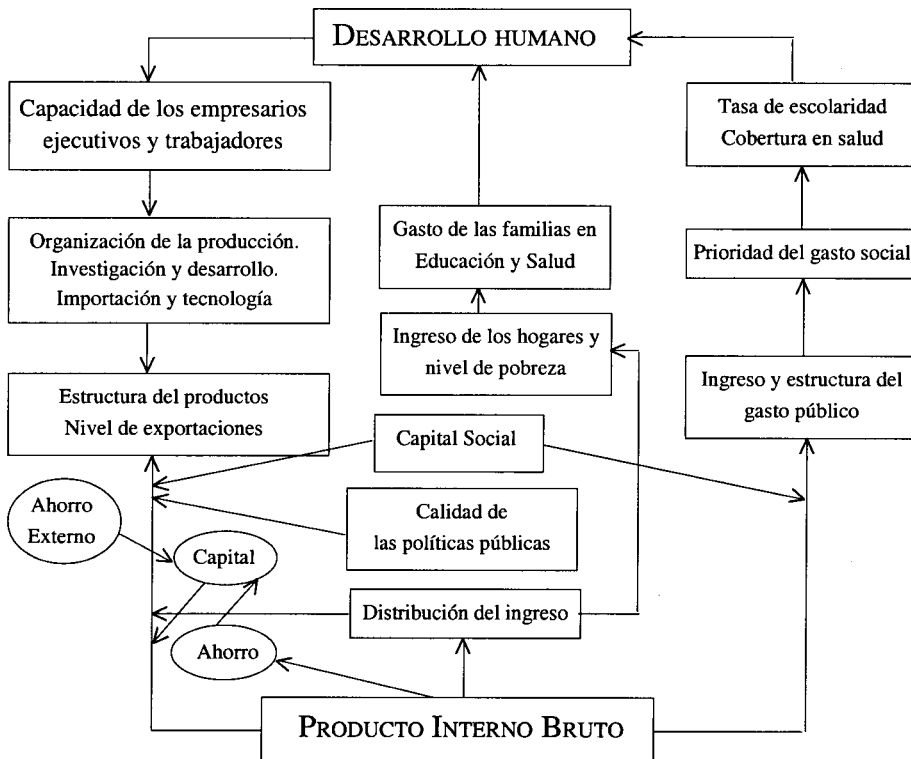 DESARROLLO HUMANO
Capacidad de los empresarios
ejecutivos y trabajadores
Tasa de escolaridad
Cobertura en salud
Organización de la producción.
Investigación y desarrollo.
Importación y tecnología
Gasto de las familias en
Educación y Salud
Prioridad del gasto social
Ingreso de los hogares y
nivel de pobreza
Estructura del productos
Nivel de exportaciones
Ingreso y estructura del
gasto público
Capital Social
Ahorro
Externo
Calidad de
las políticas públicas
Capital
Distribución del ingreso
Ahorro
PRODUCTO INTERNO BRUTO